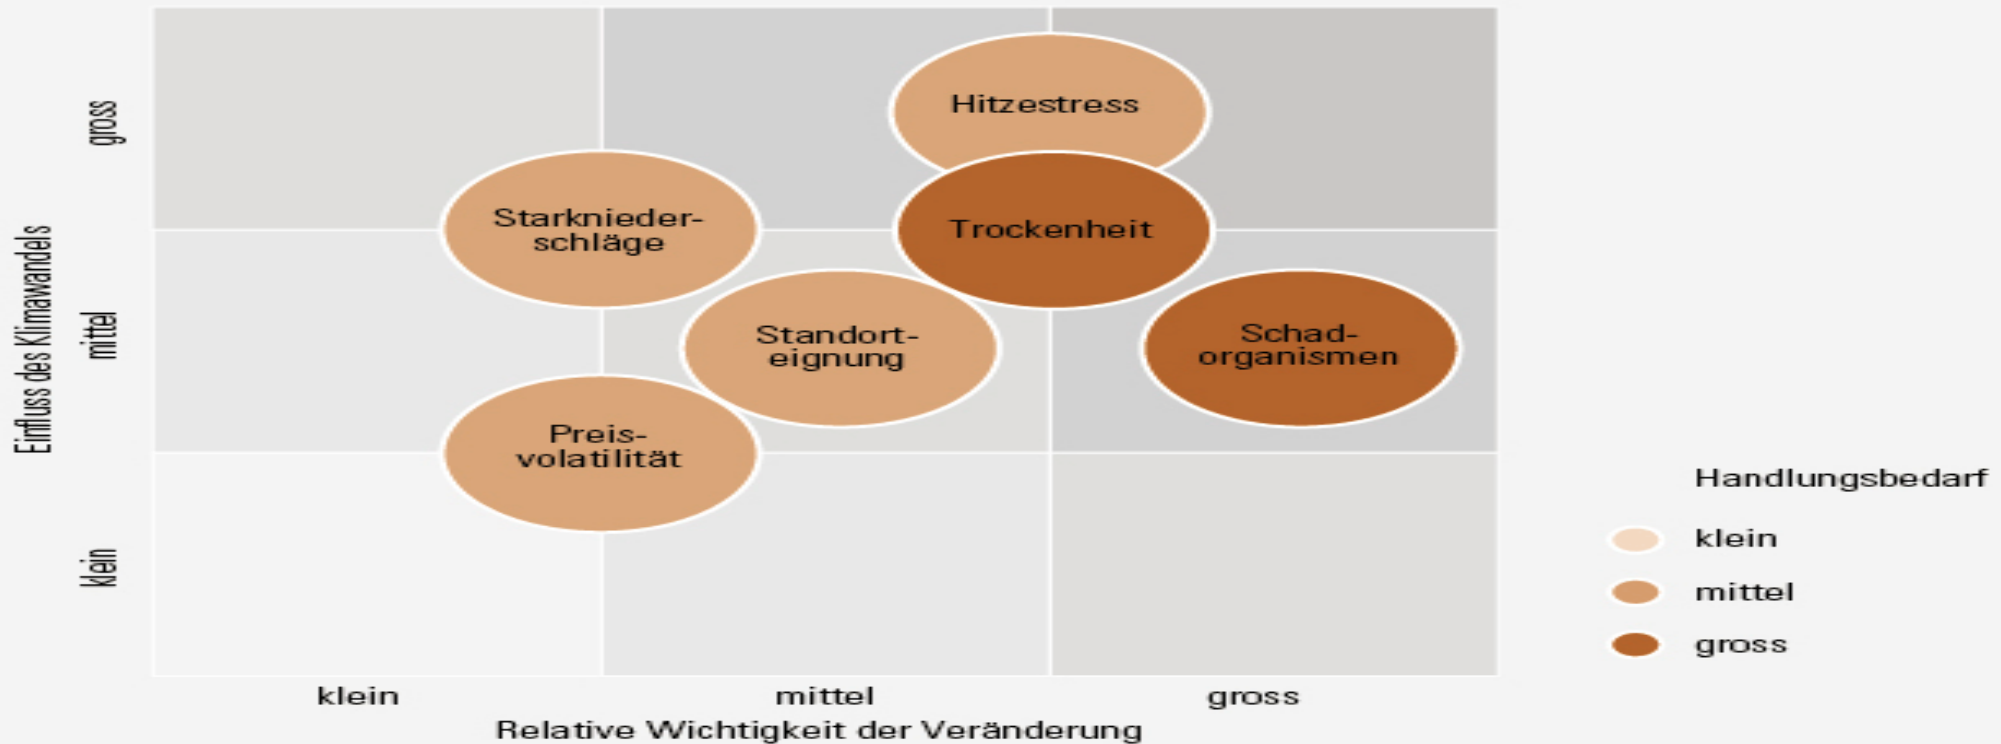 gross
mittel
klein
Einfluss des Klimawandels
Hitzestress
Starknieder-
schläge
Trockenheit
Standort-
eignung
Schad-
organismen
Preis-
volatilität
Handlungsbedarf
klein
mittel
gross
klein
mittel
gross
Relative Wichtigkeit der Veränderung